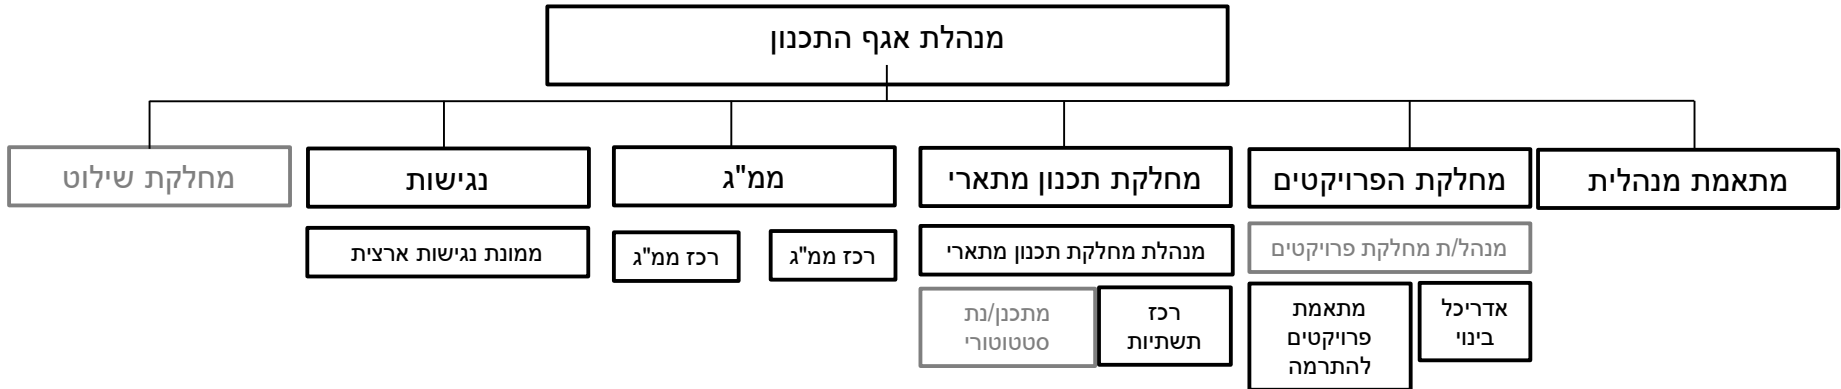 מנהלת אגף התכנון
מתאמת מנהלית
מחלקת הפרויקטים
מחלקת תכנון מתארי
ממ"ג
נגישות
מחלקת שילוט
מנהל/ת מחלקת פרויקטים
מנהלת מחלקת תכנון מתארי
רכז ממ"ג
רכז ממ"ג
ממונת נגישות ארצית
אדריכל
בינוי
מתאמת
פרויקטים
להתרמה
רכז
תשתיות
מתכנן/נת
סטטוטורי